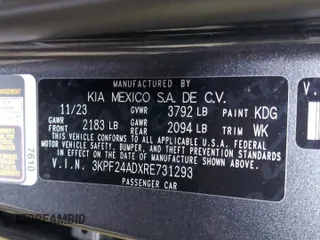 MANUFACTURED BY
KIA MEXICO S.A. DE C.V.
11/23 GVWR 3792 LB PAINT KDG
GAWR FRONT 2183 LB GAWR REAR 2094 LB TRIM WK
THIS VEHICLE CONFORMS TO ALL APPLICABLE U.S.A. FEDERAL
MOTOR VEHICLE SAFETY, BUMPER, AND THEFT PREVENTION STANDARDS
IN EFFECT ON THE DATE OF MANUFACTURE SHOWN ABOVE.
V.I.N. 3KPF24ADXRE731293
PASSENGER CAR
7610
DREAMBID